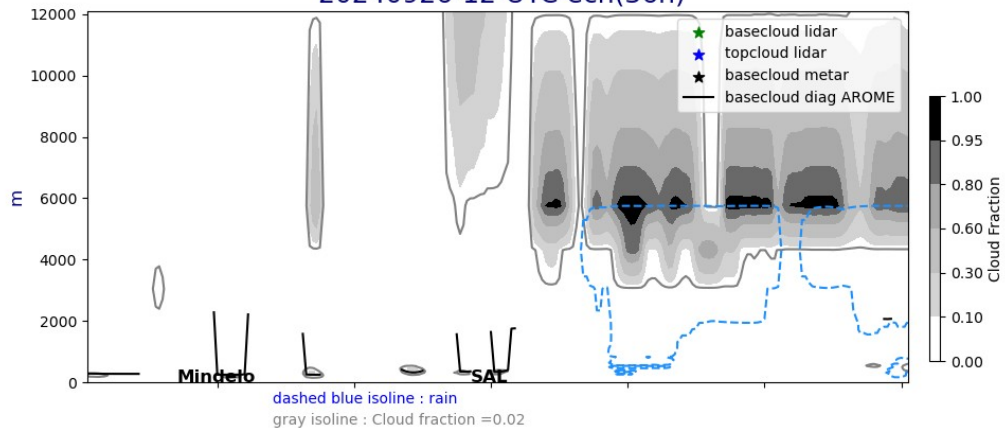 12000
10000
8000
6000
4000
2000
0
m
Mindelo
SAL
basecloud lidar
topcloud lidar
basecloud metar
basecloud diag AROME
1.00
0.95
0.80
0.60
0.30
0.10
0.00
Cloud Fraction
dashed blue isoline : rain
gray isoline : Cloud fraction =0.02